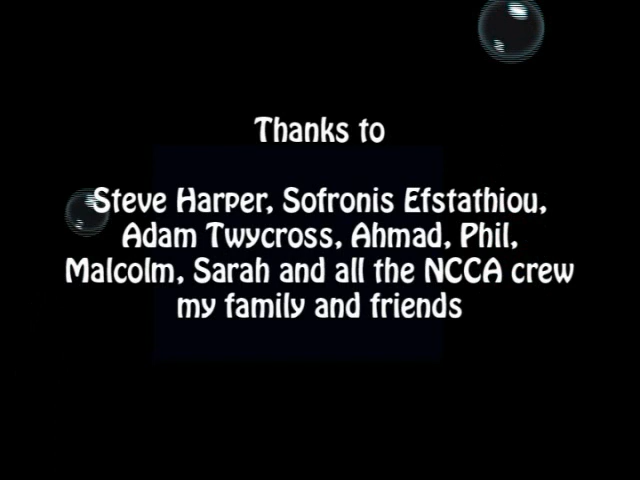 Thanks to
Steve Harper, Sofronis Efstathiou,
Adam Twycross, Ahmad, Phil,
Malcolm, Sarah and all the NCCA crew
my family and friends